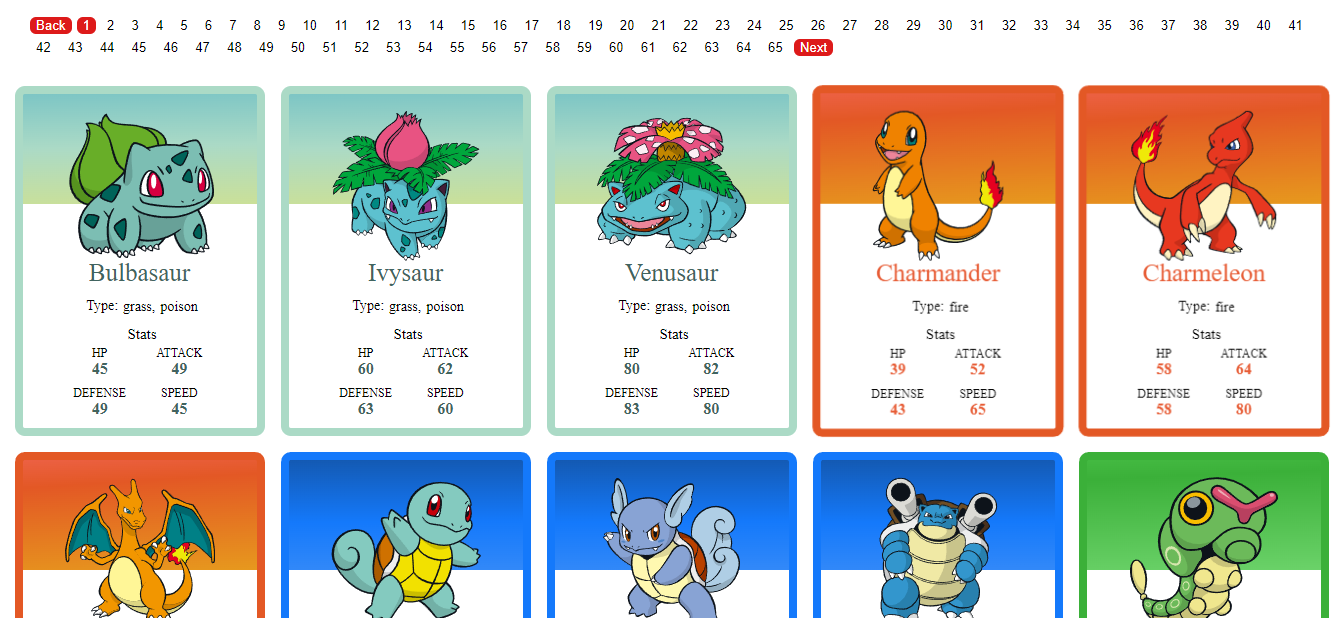 Back 1 2 3 4 5 6 7 8 9 10 11 12 13 14 15 16 17 18 19 20 21 22 23 24 25 26 27 28 29 30 31 32 33 34 35 36 37 38 39 40 41
42 43 44 45 46 47 48 49 50 51 52 53 54 55 56 57 58 59 60 61 62 63 64 65 Next
Bulbasaur
Type: grass, poison
Stats
HP ATTACK
45 49
DEFENSE SPEED
49 45
Ivysaur
Type: grass, poison
Stats
HP ATTACK
60 62
DEFENSE SPEED
63 60
Venusaur
Type: grass, poison
Stats
HP ATTACK
80 82
DEFENSE SPEED
83 80
Charmander
Type: fire
Stats
HP ATTACK
39 52
DEFENSE SPEED
43 65
Charmeleon
Type: fire
Stats
HP ATTACK
58 64
DEFENSE SPEED
58 80